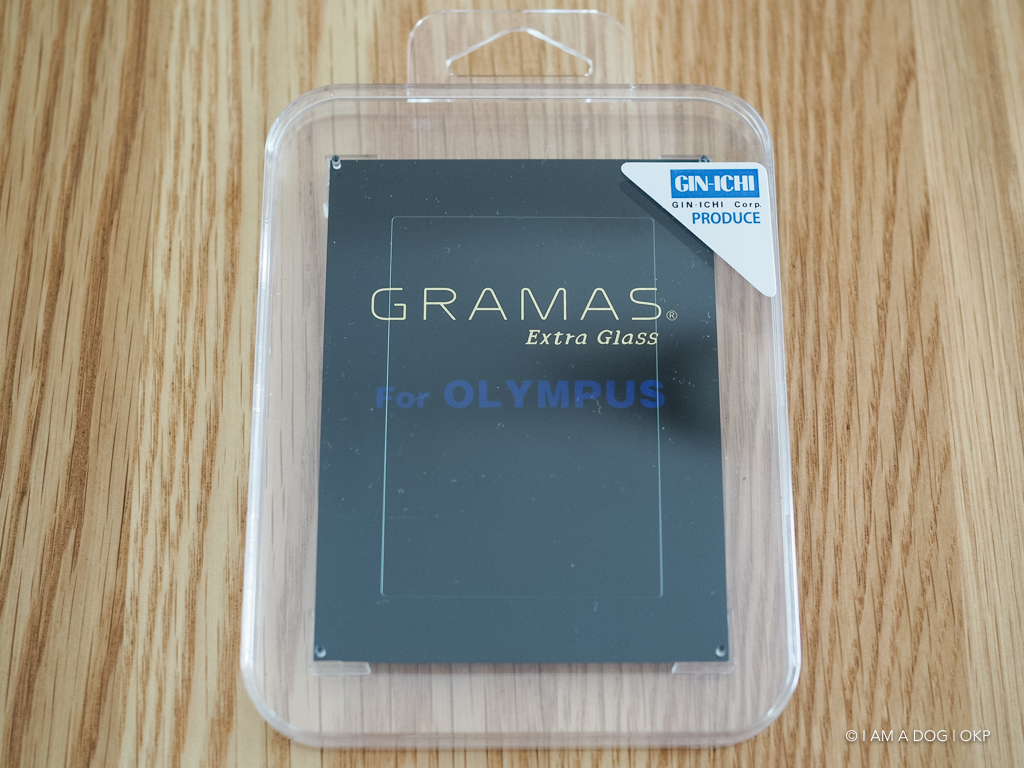 GIN-ICHI
GIN-ICHI Corp.
PRODUCE
GRAMAS®
Extra Glass
For OLYMPUS
© I AM A DOG | OKP